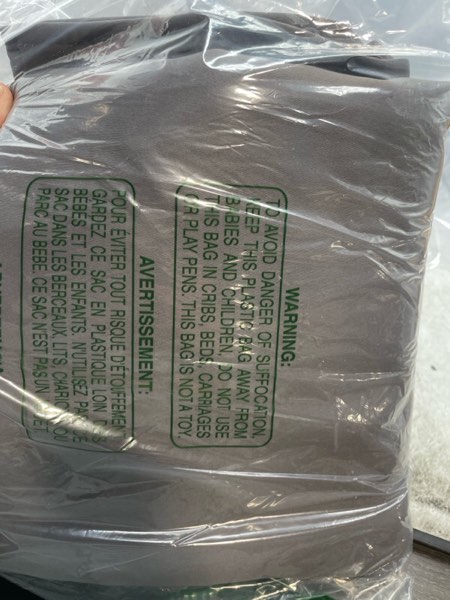 WARNING:
TO AVOID DANGER OF SUFFOCATION,
KEEP THIS PLASTIC BAG AWAY FROM
BABIES AND CHILDREN. DO NOT USE
THIS BAG IN CRIBS, BEDS, CARRIAGES
OR PLAY PENS. THIS BAG IS NOT A TOY.
AVERTISSEMENT:
POUR ÉVITER TOUT RISQUE D'ÉTOUFFEMENT
GARDEZ CE SAC EN PLASTIQUE LOIN DES
BEBES ET LES ENFANTS. N'UTILISEZ PAS CE
SAC DANS LES BERCEAUX, LITS, OU
PARC AU BEBE. CE SAC N'EST PAS UN